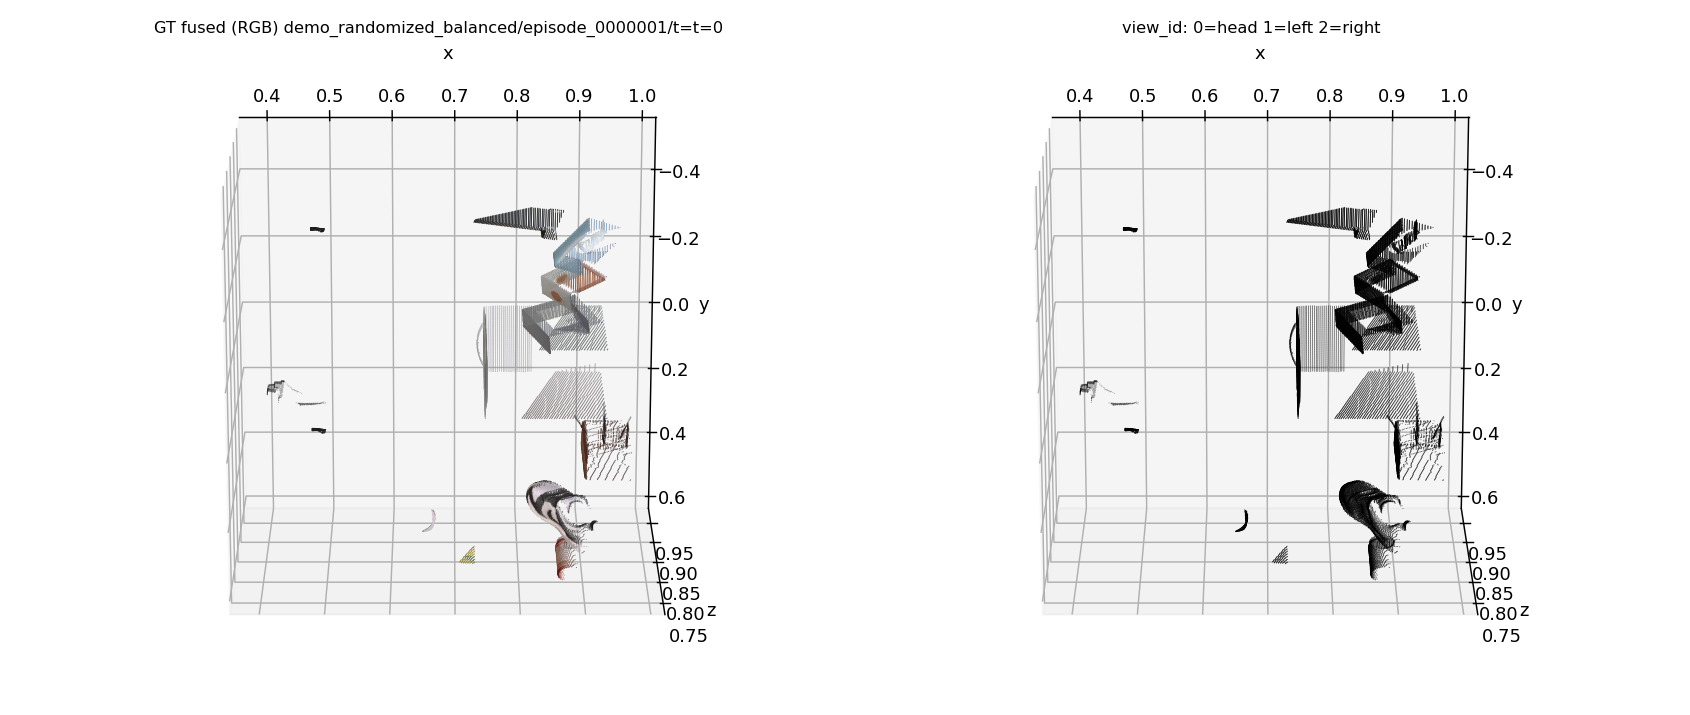 GT fused (RGB) demo_randomized_balanced/episode_0000001/t=t=0
x
0.4 0.5 0.6 0.7 0.8 0.9 1.0
−0.4
−0.2
0.0 y
0.2
0.4
0.6
0.95
0.90
0.85
0.80 z
0.75
view_id: 0=head 1=left 2=right
x
0.4 0.5 0.6 0.7 0.8 0.9 1.0
−0.4
−0.2
0.0 y
0.2
0.4
0.6
0.95
0.90
0.85
0.80 z
0.75